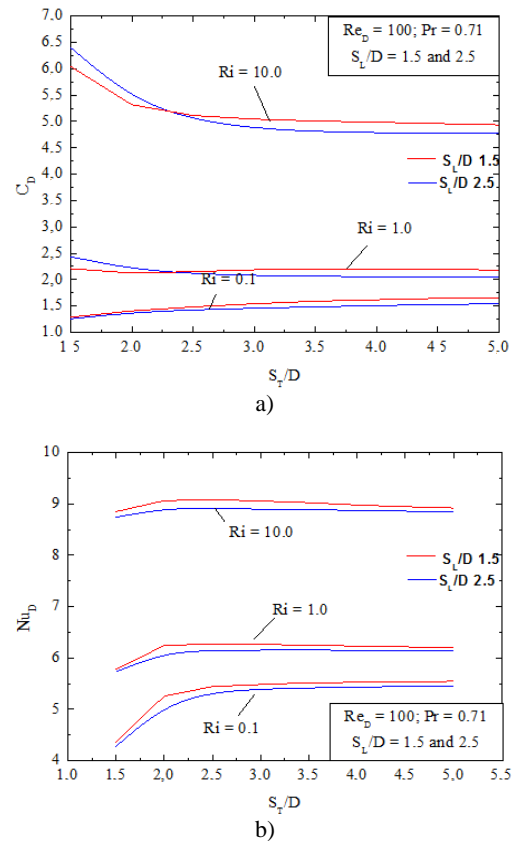 7.0
6.5
6.0
5.5
5.0
4.5
4.0
3.5
3.0
2.5
2.0
1.5
1.0
C_D
Re_D = 100; Pr = 0.71
S_L/D = 1.5 and 2.5
Ri = 10.0
S_L/D 1.5
S_L/D 2.5
Ri = 1.0
Ri = 0.1
1 5 2.0 2 5 3.0 3.5 4.0 4 5 5.0
S_T/D
a)
10
9
8
7
6
5
4
Nu_D
Ri = 10.0
S_L/D 1.5
S_L/D 2.5
Ri = 1.0
Ri = 0.1
Re_D = 100; Pr = 0.71
S_L/D = 1.5 and 2.5
1.0 1.5 2,0 2.5 3.0 3.5 4.0 4.5 5.0 5.5
S_T/D
b)